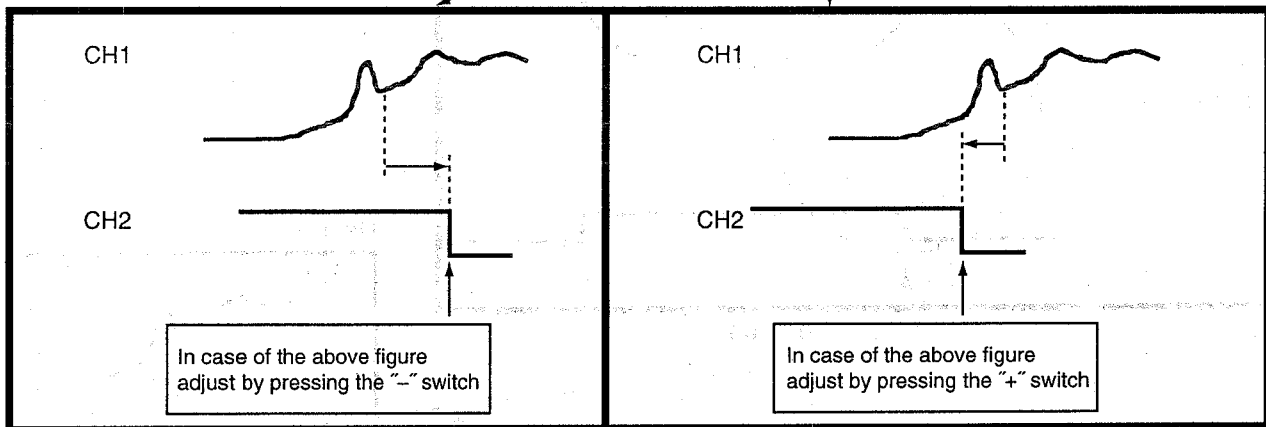 CH1
CH2
In case of the above figure
adjust by pressing the ″–″ switch
CH1
CH2
In case of the above figure
adjust by pressing the ″+″ switch